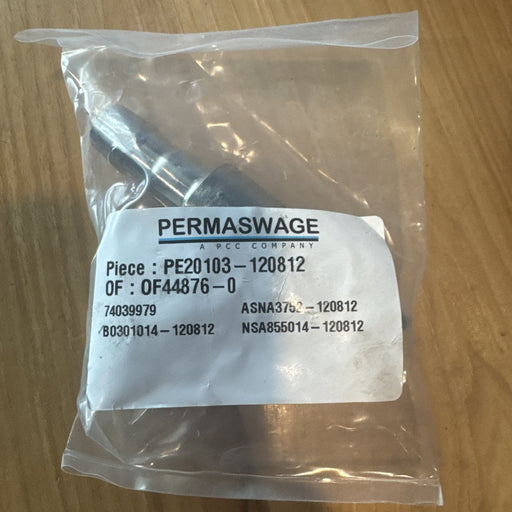 PERMASWAGE
A PCC COMPANY
Piece : PE20103-120812
OF : OF44876-0
74039979 ASNA3752-120812
B0301014-120812 NSA855014-120812